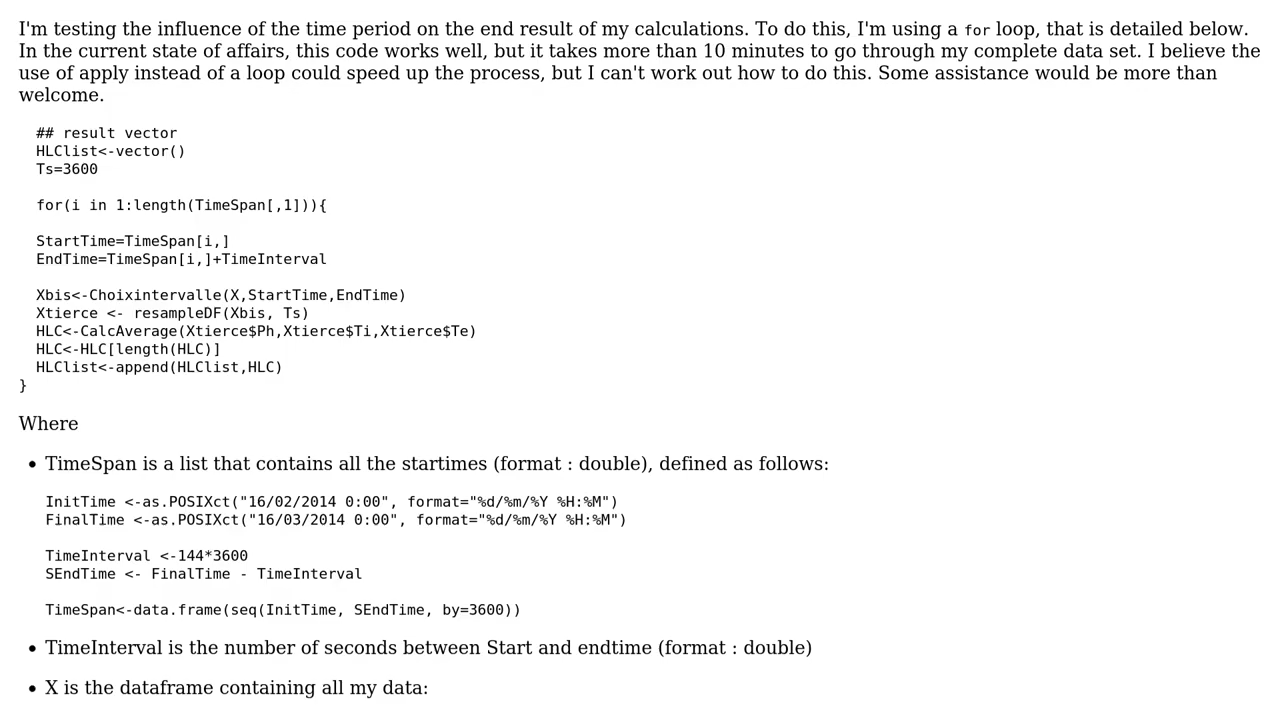 I'm testing the influence of the time period on the end result of my calculations. To do this, I'm using a for loop, that is detailed below.
In the current state of affairs, this code works well, but it takes more than 10 minutes to go through my complete data set. I believe the
use of apply instead of a loop could speed up the process, but I can't work out how to do this. Some assistance would be more than
welcome.
## result vector
HLClist<-vector()
Ts=3600
for(i in 1:length(TimeSpan[,1])){
StartTime=TimeSpan[i,]
EndTime=TimeSpan[i,]+TimeInterval
Xbis<-Choixintervalle(X,StartTime,EndTime)
Xtierce <- resampleDF(Xbis, Ts)
HLC<-CalcAverage(Xtierce$Ph,Xtierce$Ti,Xtierce$Te)
HLC<-HLC[length(HLC)]
HLClist<-append(HLClist,HLC)
}
Where
• TimeSpan is a list that contains all the startimes (format : double), defined as follows:
InitTime <-as.POSIXct("16/02/2014 0:00", format="%d/%m/%Y %H:%M")
FinalTime <-as.POSIXct("16/03/2014 0:00", format="%d/%m/%Y %H:%M")
TimeInterval <-144*3600
SEndTime <- FinalTime - TimeInterval
TimeSpan<-data.frame(seq(InitTime, SEndTime, by=3600))
• TimeInterval is the number of seconds between Start and endtime (format : double)
• X is the dataframe containing all my data: